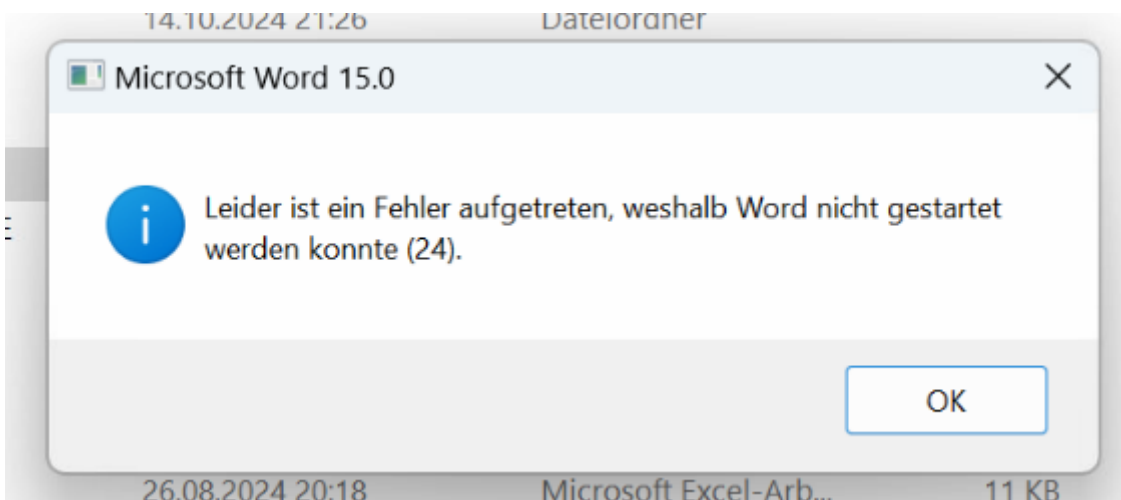 14.10.2024 21:26 Dateiordner
Microsoft Word 15.0
Leider ist ein Fehler aufgetreten, weshalb Word nicht gestartet
werden konnte (24).
E
OK
26.08.2024 20:18 Microsoft Excel-Arb... 11 KB